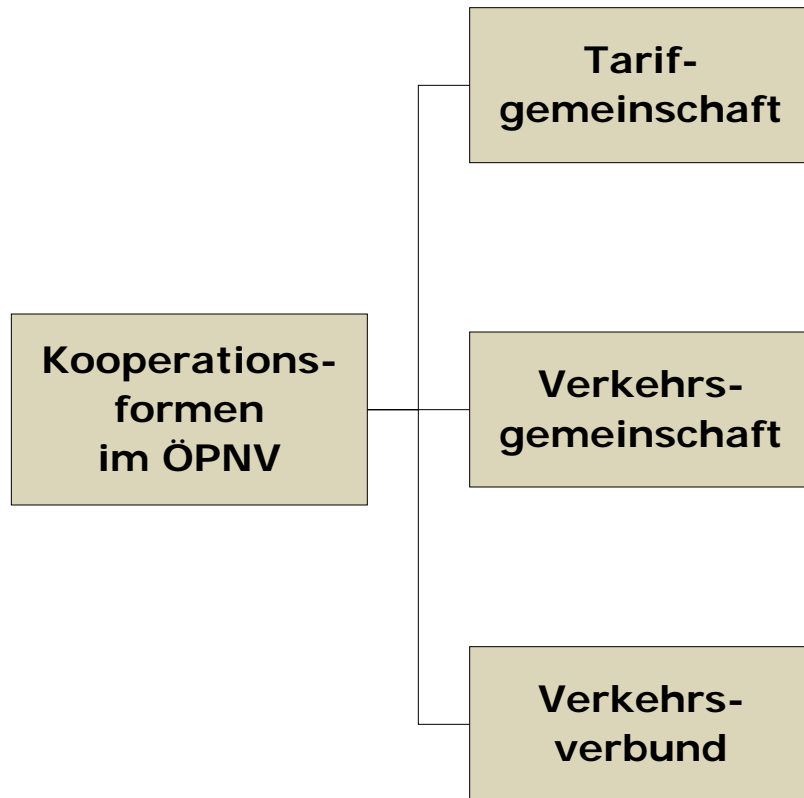 Kooperations-
formen
im ÖPNV
Tarif-
gemeinschaft
Verkehrs-
gemeinschaft
Verkehrs-
verbund